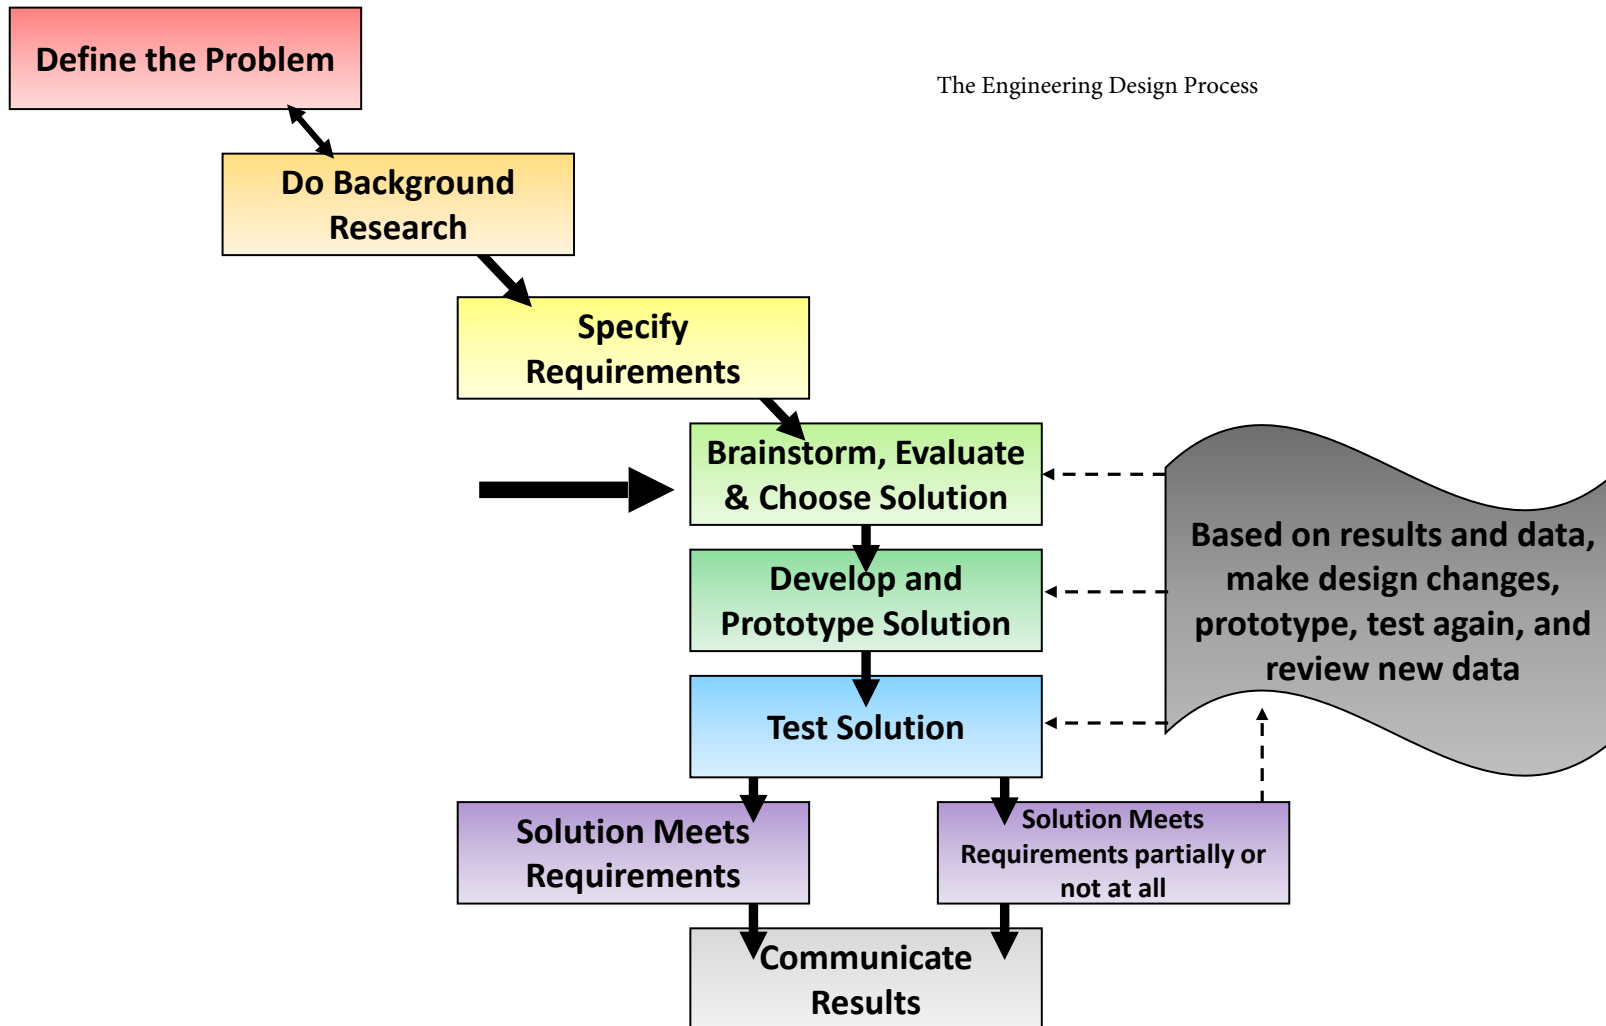 Define the Problem
The Engineering Design Process
Do Background
Research
Specify
Requirements
Brainstorm, Evaluate
& Choose Solution
Based on results and data,
make design changes,
prototype, test again, and
review new data
Develop and
Prototype Solution
Test Solution
Solution Meets
Requirements
Solution Meets
Requirements partially or
not at all
Communicate
Results